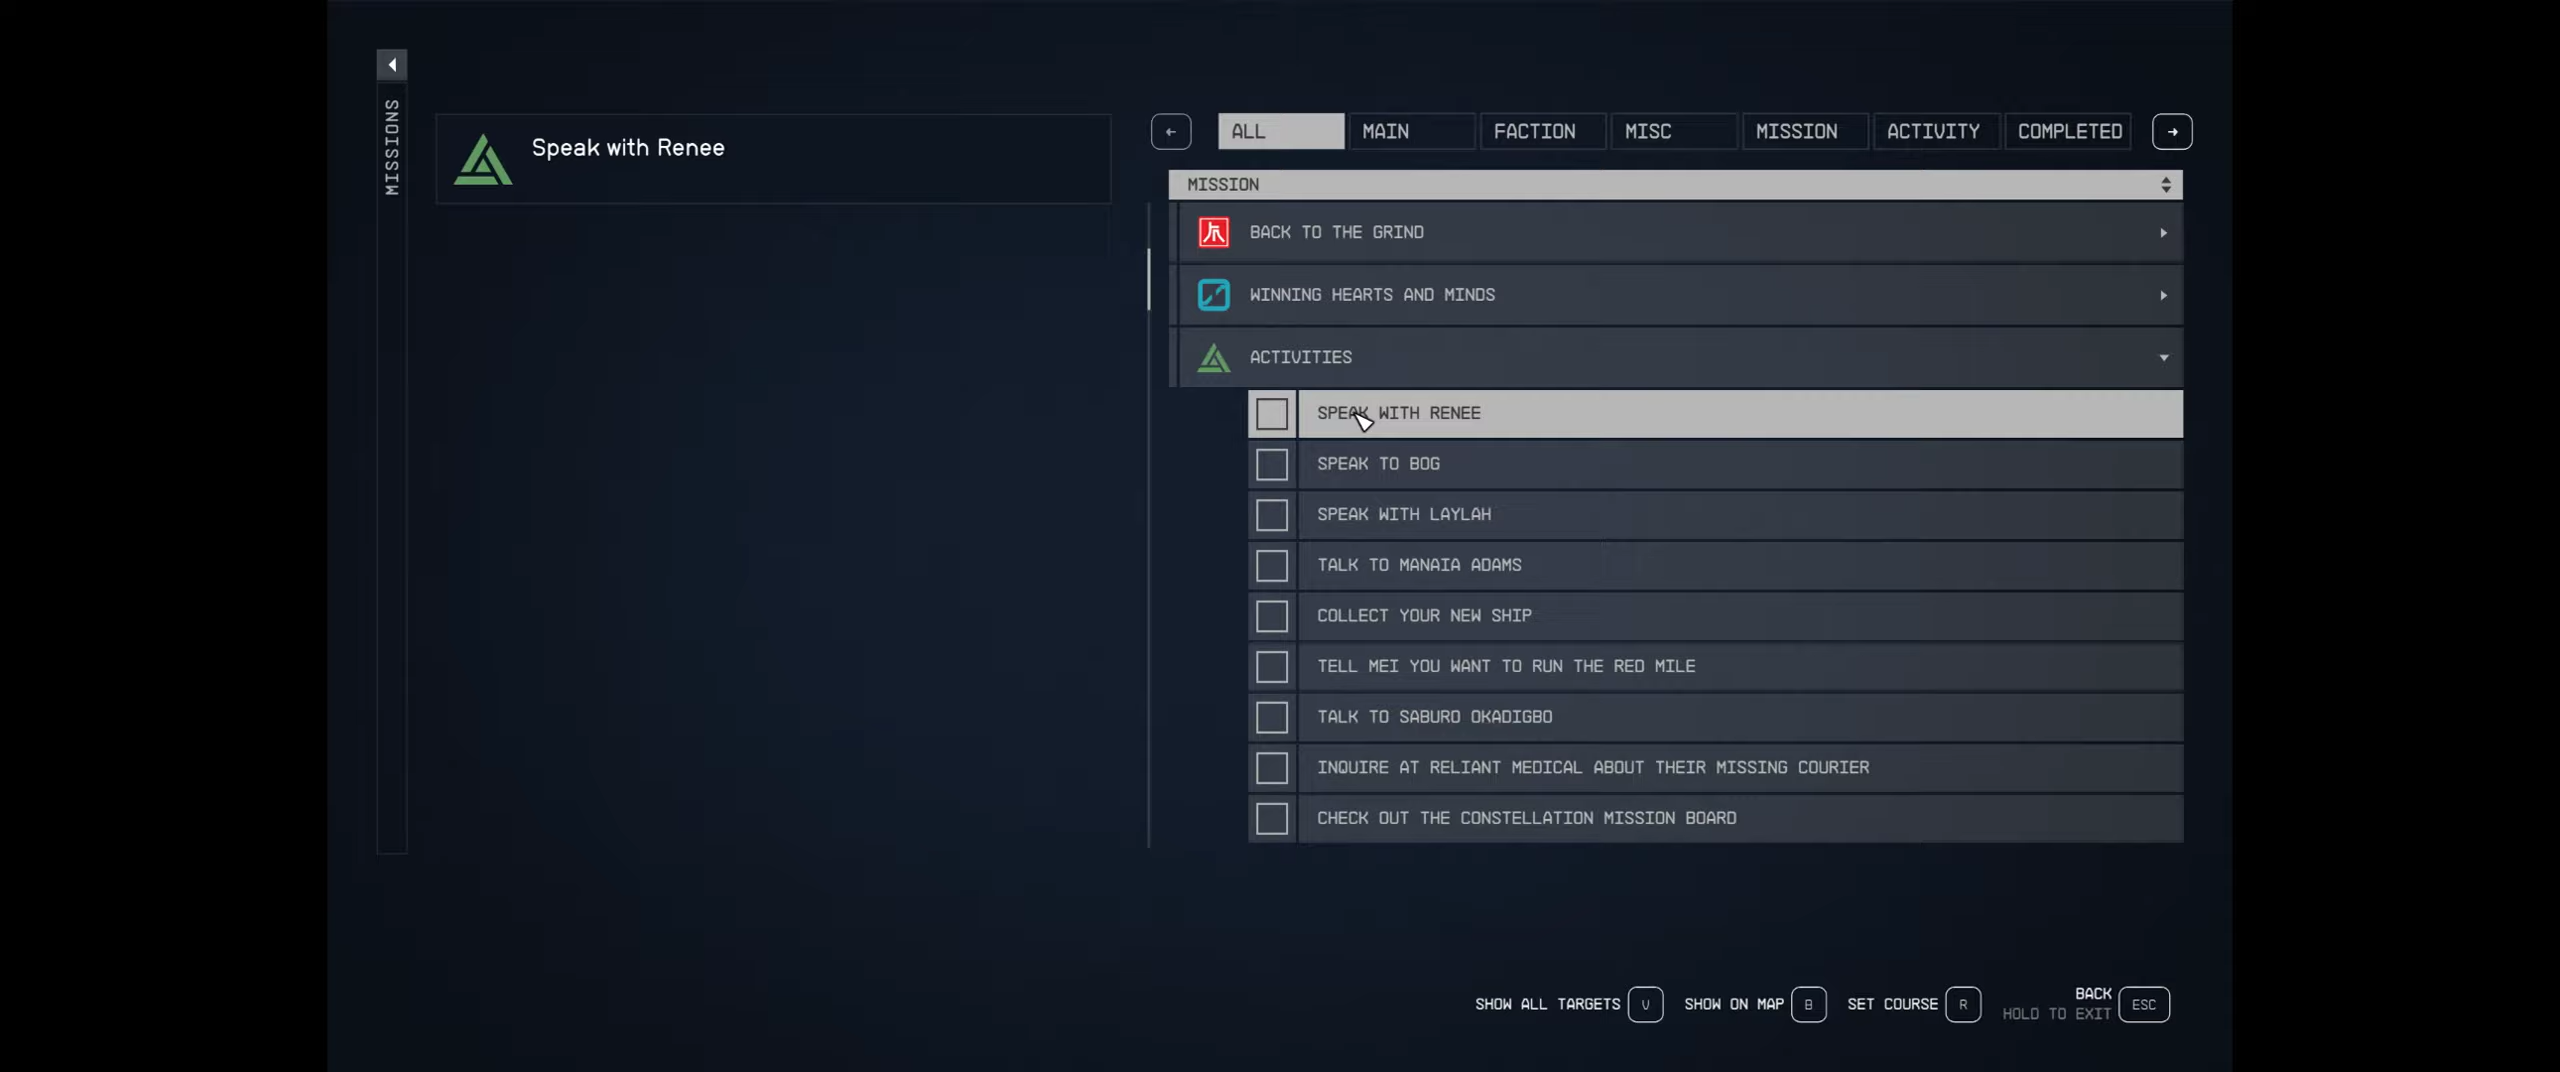 MISSIONS
Speak with Renee
ALL
MAIN
FACTION
MISC
MISSION
ACTIVITY
COMPLETED
MISSION
BACK TO THE GRIND
WINNING HEARTS AND MINDS
ACTIVITIES
SPEAK WITH RENEE
SPEAK TO BOG
SPEAK WITH LAYLAH
TALK TO MANAIA ADAMS
COLLECT YOUR NEW SHIP
TELL MEI YOU WANT TO RUN THE RED MILE
TALK TO SABURO OKADIGBO
INQUIRE AT RELIANT MEDICAL ABOUT THEIR MISSING COURIER
CHECK OUT THE CONSTELLATION MISSION BOARD
SHOW ALL TARGETS V
SHOW ON MAP B
SET COURSE R
BACK
HOLD TO EXIT
ESC